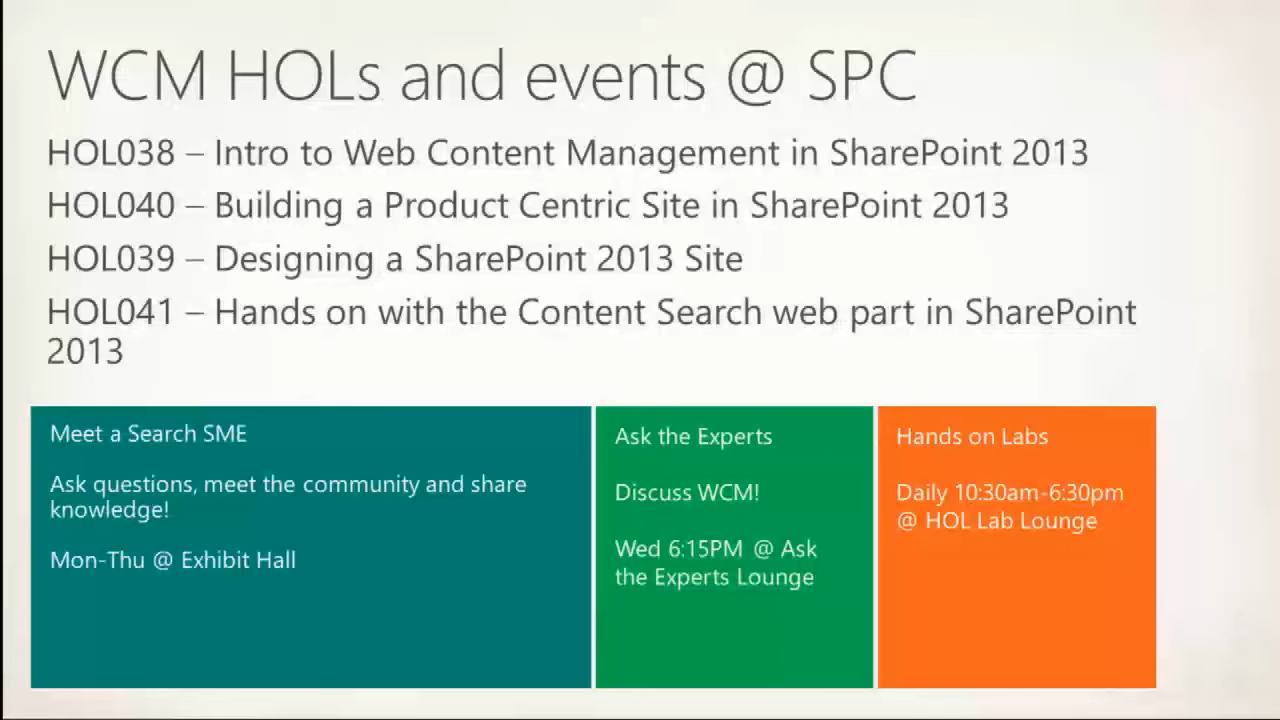 WCM HOLs and events @ SPC
HOL038 – Intro to Web Content Management in SharePoint 2013
HOL040 – Building a Product Centric Site in SharePoint 2013
HOL039 – Designing a SharePoint 2013 Site
HOL041 – Hands on with the Content Search web part in SharePoint
2013
Meet a Search SME
Ask questions, meet the community and share
knowledge!
Mon-Thu @ Exhibit Hall
Ask the Experts
Discuss WCM!
Wed 6:15PM @ Ask
the Experts Lounge
Hands on Labs
Daily 10:30am-6:30pm
@ HOL Lab Lounge